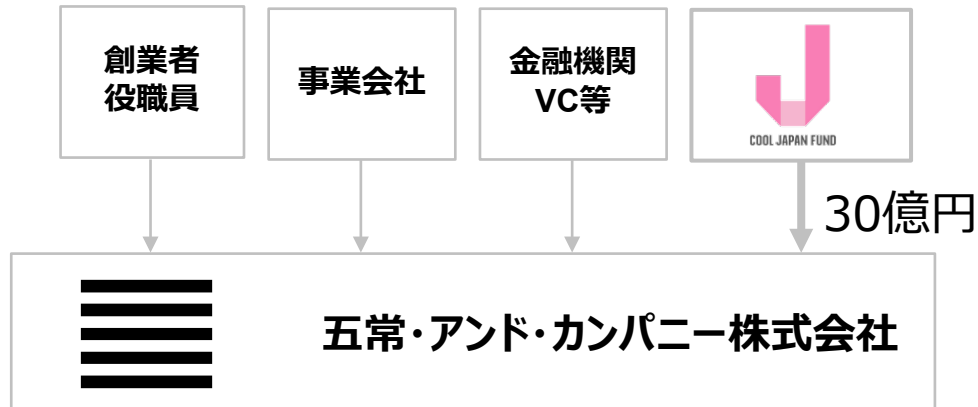 創業者
役職員
事業会社
金融機関
VC等
COOL JAPAN FUND
30億円
五常・アンド・カンパニー株式会社